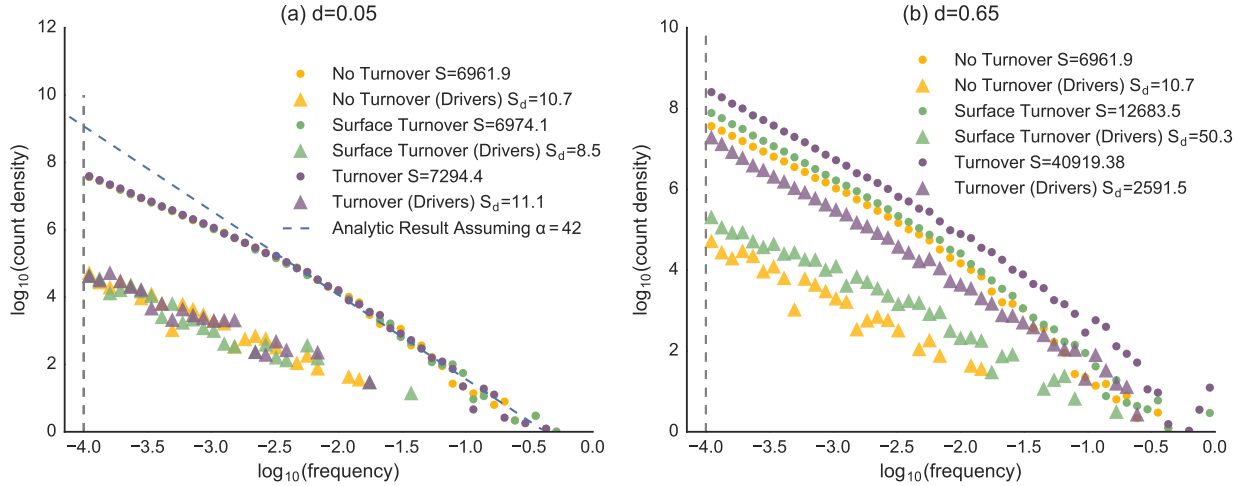 (a) d=0.05
12
10
8
6
4
2
0
log₁₀(count density)
No Turnover S=6961.9
No Turnover (Drivers) S_d=10.7
Surface Turnover S=6974.1
Surface Turnover (Drivers) S_d=8.5
Turnover S=7294.4
Turnover (Drivers) S_d=11.1
Analytic Result Assuming α=42
−4.0 −3.5 −3.0 −2.5 −2.0 −1.5 −1.0 −0.5 0.0
log₁₀(frequency)
(b) d=0.65
10
8
6
4
2
0
log₁₀(count density)
No Turnover S=6961.9
No Turnover (Drivers) S_d=10.7
Surface Turnover S=12683.5
Surface Turnover (Drivers) S_d=50.3
Turnover S=40919.38
Turnover (Drivers) S_d=2591.5
−4.0 −3.5 −3.0 −2.5 −2.0 −1.5 −1.0 −0.5 0.0
log₁₀(frequency)